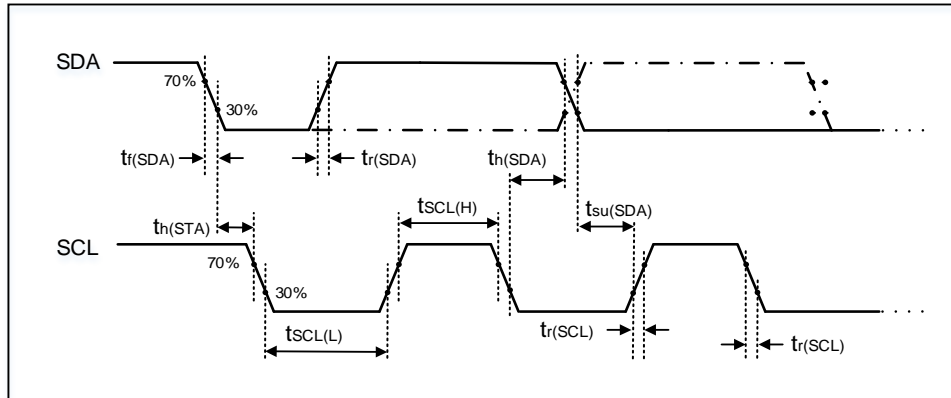 SDA
70%
30%
tf(SDA)
tr(SDA)
th(SDA)
tSCL(H)
tsu(SDA)
th(STA)
SCL
70%
30%
tSCL(L)
tr(SCL)
tr(SCL)